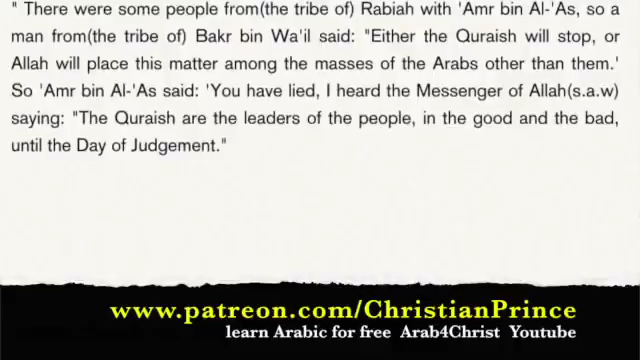 " There were some people from(the tribe of) Rabiah with 'Amr bin Al-'As, so a
man from(the tribe of) Bakr bin Wa'il said: "Either the Quraish will stop, or
Allah will place this matter among the masses of the Arabs other than them.'
So 'Amr bin Al-'As said: 'You have lied, I heard the Messenger of Allah(s.a.w)
saying: "The Quraish are the leaders of the people, in the good and the bad,
until the Day of Judgement."
www.patreon.com/ChristianPrince
learn Arabic for free Arab4Christ Youtube